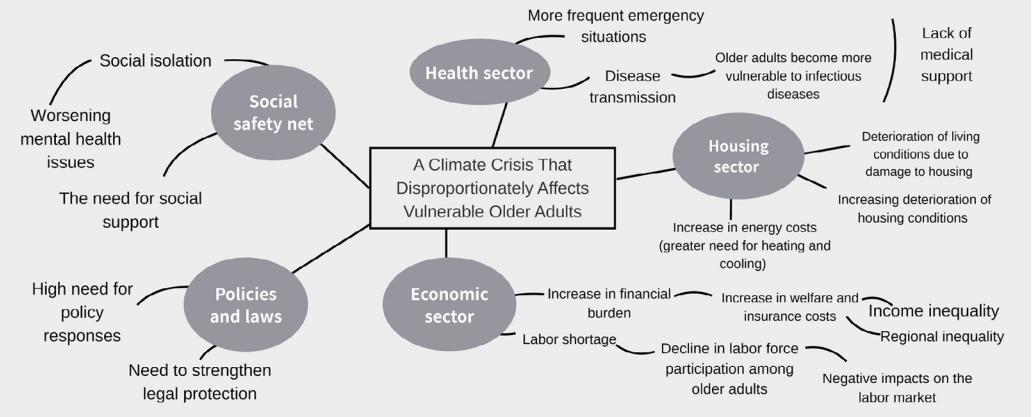 More frequent emergency
situations
Health sector
Disease
transmission
Older adults become more
vulnerable to infectious
diseases
Lack of
medical
support
Social isolation
Social
safety net
Worsening
mental health
issues
The need for social
support
A Climate Crisis That
Disproportionately Affects
Vulnerable Older Adults
Housing
sector
Deterioration of living
conditions due to
damage to housing
Increasing deterioration of
housing conditions
Increase in energy costs
(greater need for heating and
cooling)
Policies
and laws
High need for
policy
responses
Need to strengthen
legal protection
Economic
sector
Increase in financial
burden
Increase in welfare and
insurance costs
Income inequality
Regional inequality
Labor shortage
Decline in labor force
participation among
older adults
Negative impacts on the
labor market